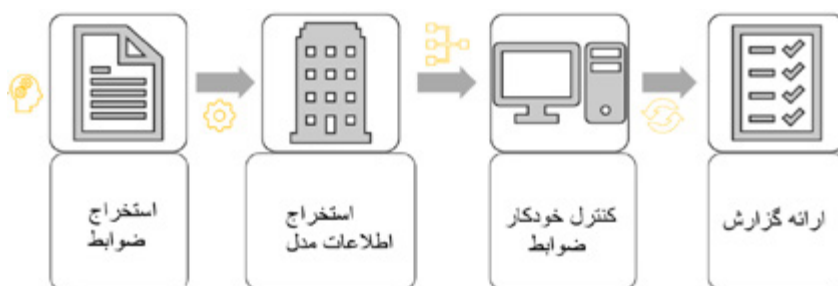 استخراج
ضوابط
استخراج
اطلاعات مدل
کنترل خودکار
ضوابط
ارائه گزارش